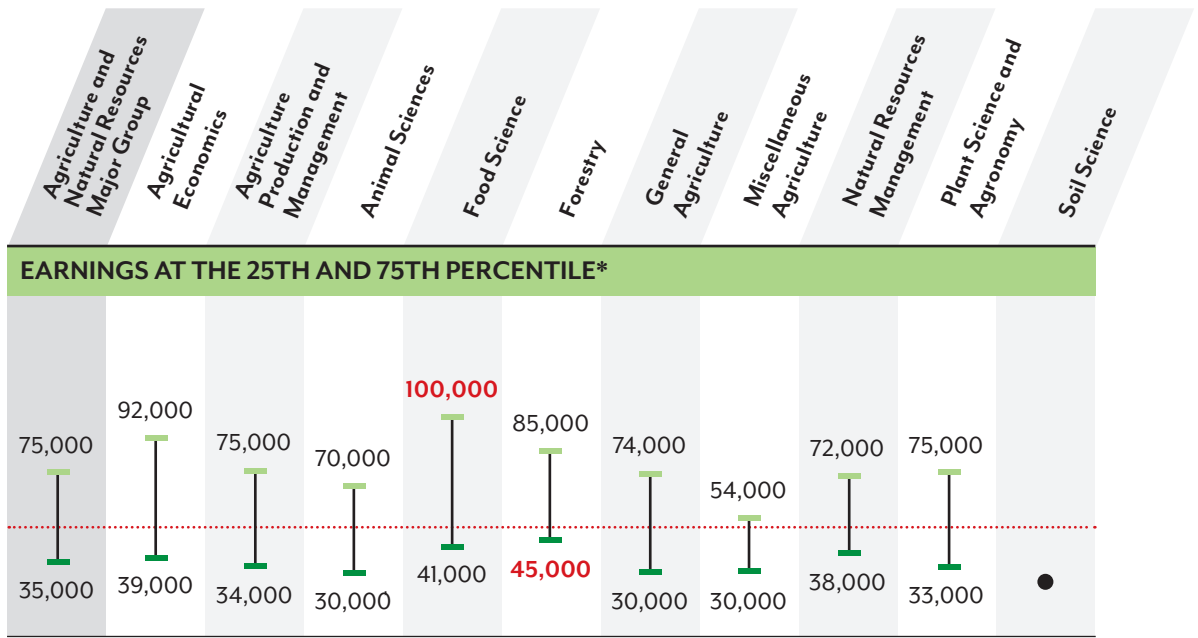 Agriculture and
Natural Resources
Major Group
Agricultural
Economics
Agriculture
Production and
Management
Animal Sciences
Food Science
Forestry
General
Agriculture
Miscellaneous
Agriculture
Natural Resources
Management
Plant Science and
Agronomy
Soil Science
EARNINGS AT THE 25TH AND 75TH PERCENTILE*
75,000
92,000
75,000
70,000
100,000
85,000
74,000
54,000
72,000
75,000
35,000
39,000
34,000
30,000
41,000
45,000
30,000
30,000
38,000
33,000